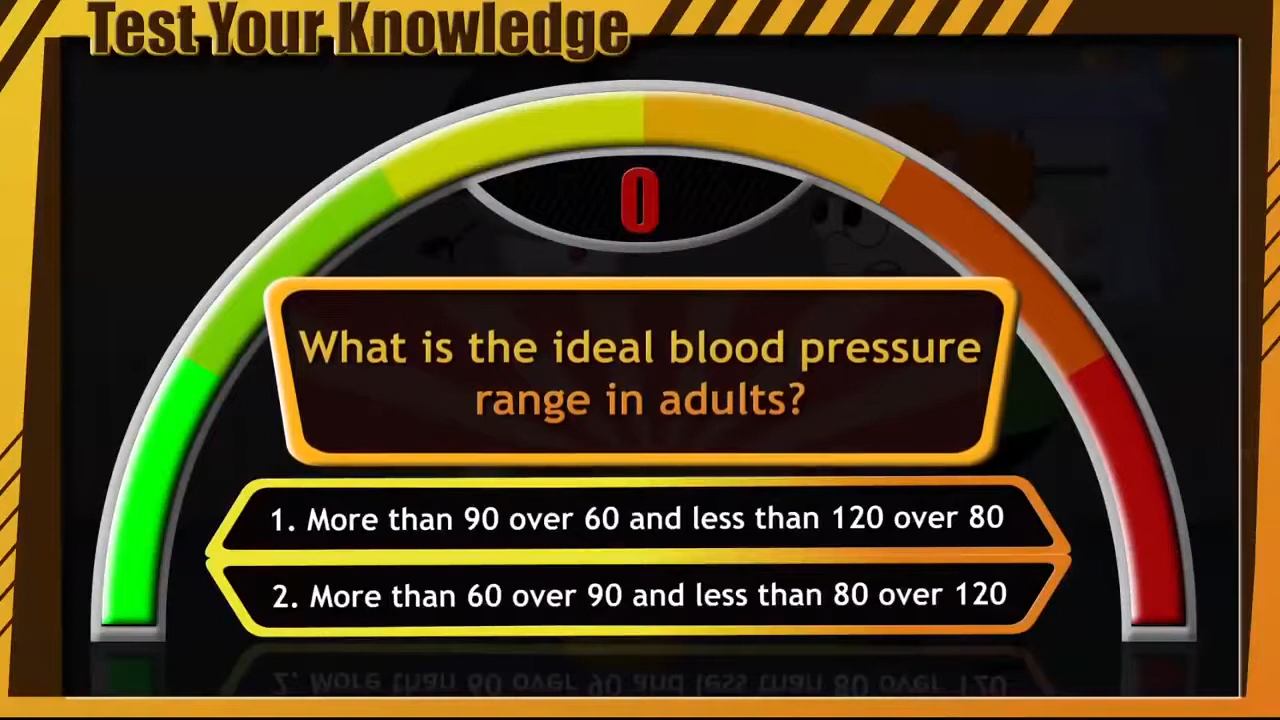 Test Your Knowledge
0
What is the ideal blood pressure
range in adults?
1. More than 90 over 60 and less than 120 over 80
2. More than 60 over 90 and less than 80 over 120